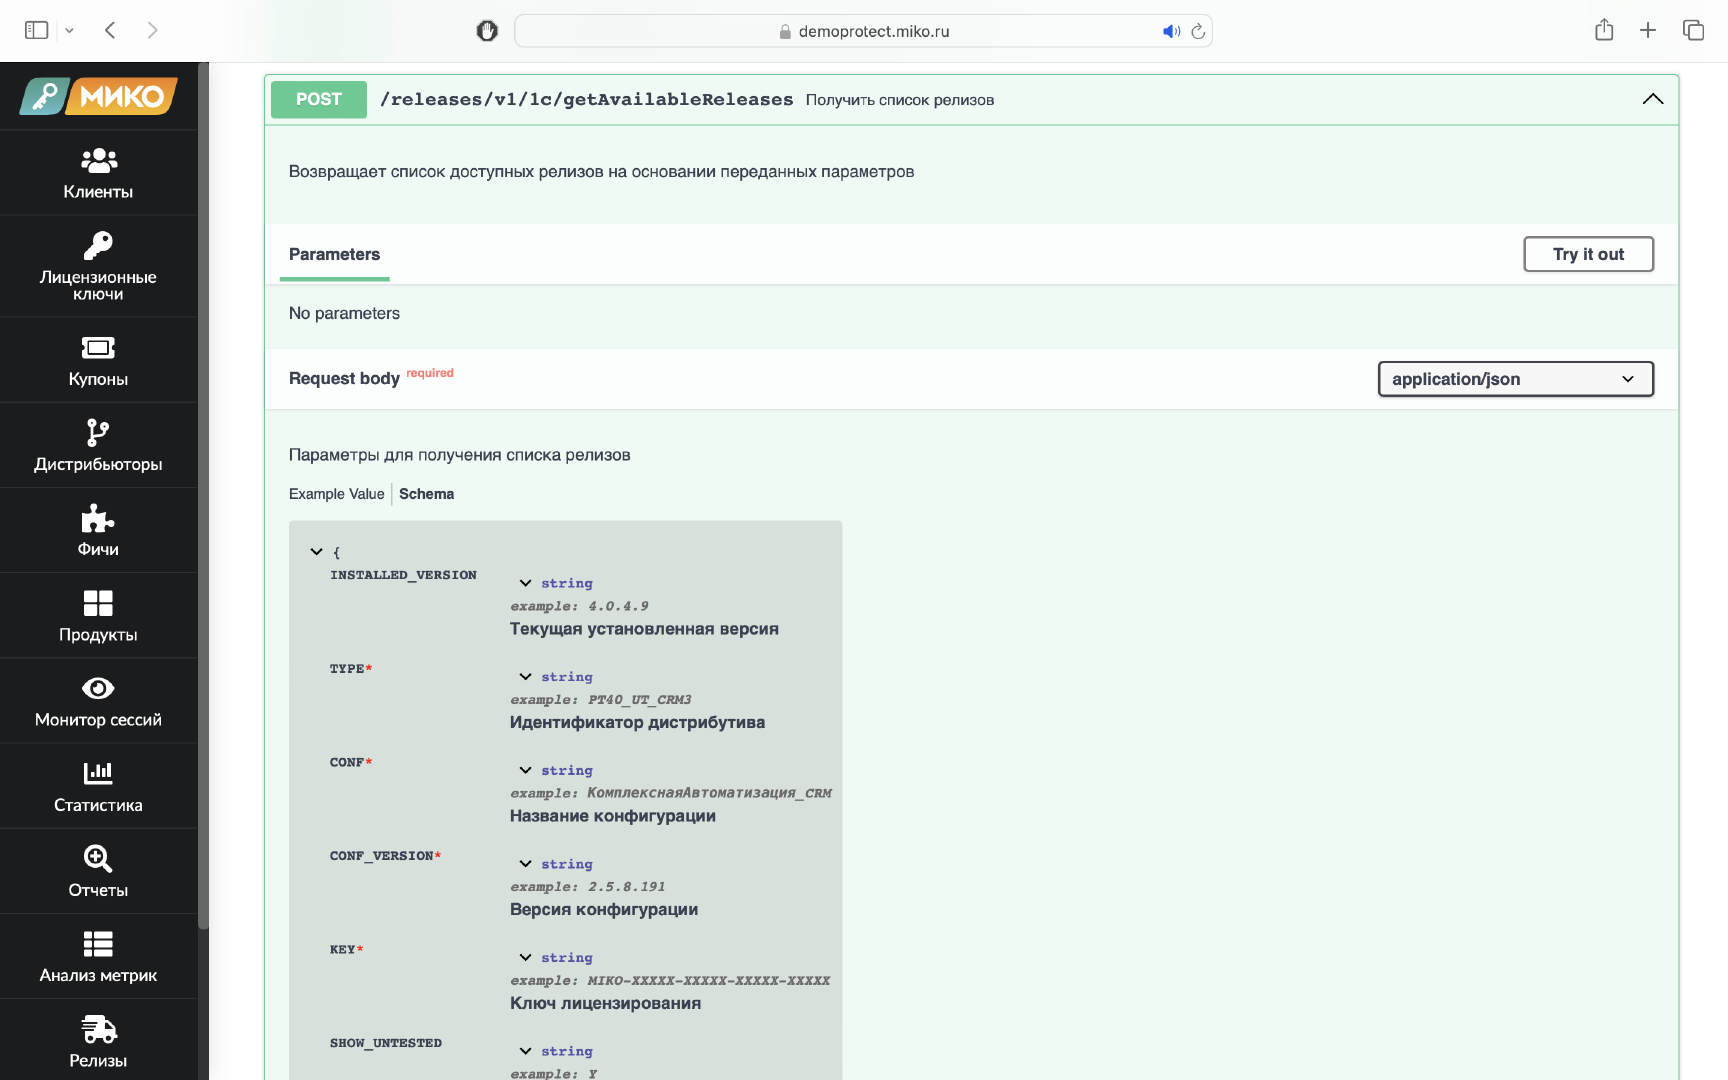 demoprotect.miko.ru
МИКО
Клиенты
Лицензионные
ключи
Купоны
Дистрибьюторы
Фичи
Продукты
Монитор сессий
Статистика
Отчеты
Анализ метрик
Релизы
POST /releases/v1/1c/getAvailableReleases Получить список релизов
Возвращает список доступных релизов на основании переданных параметров
Parameters Try it out
No parameters
Request body required application/json
Параметры для получения списка релизов
Example Value Schema
{
INSTALLED_VERSION string
example: 4.0.4.9
Текущая установленная версия
TYPE* string
example: PT40_UT_CRM3
Идентификатор дистрибутива
CONF* string
example: КомплекснаяАвтоматизация_CRM
Название конфигурации
CONF_VERSION* string
example: 2.5.8.191
Версия конфигурации
KEY* string
example: MIKO-XXXXX-XXXXX-XXXXX-XXXXX
Ключ лицензирования
SHOW_UNTESTED string
example: Y